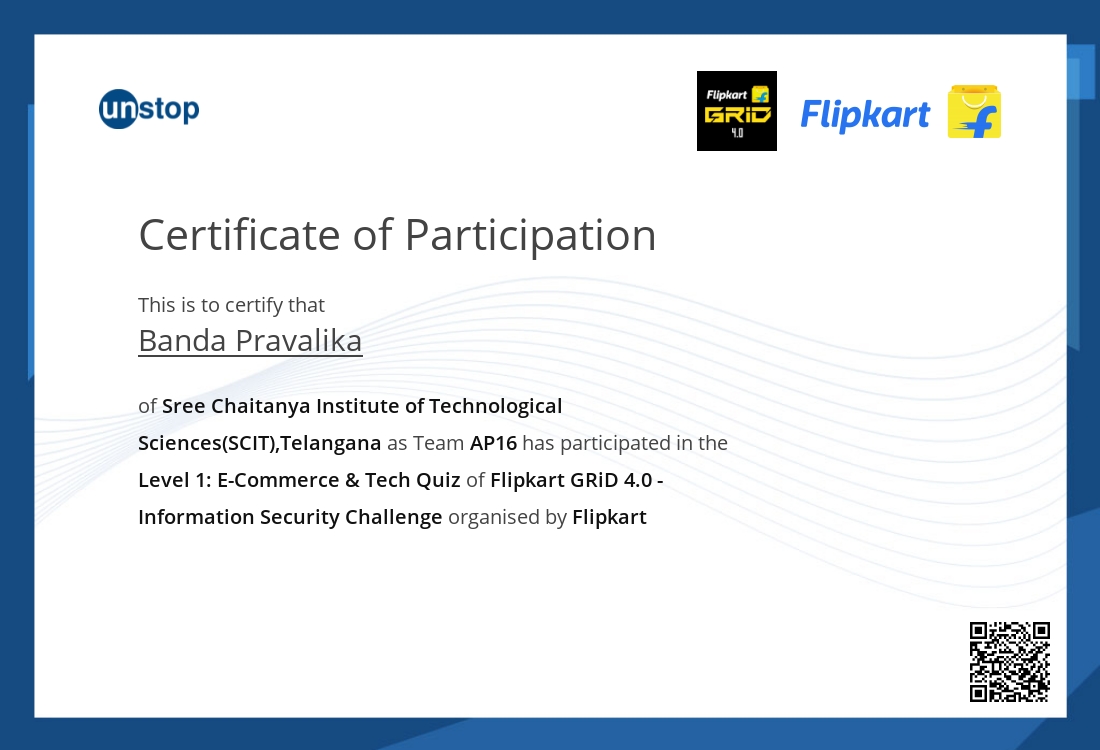 unstop
Flipkart
GRiD
4.0
Flipkart
Certificate of Participation
This is to certify that
Banda Pravalika
of Sree Chaitanya Institute of Technological
Sciences(SCIT),Telangana as Team AP16 has participated in the
Level 1: E-Commerce & Tech Quiz of Flipkart GRiD 4.0 -
Information Security Challenge organised by Flipkart